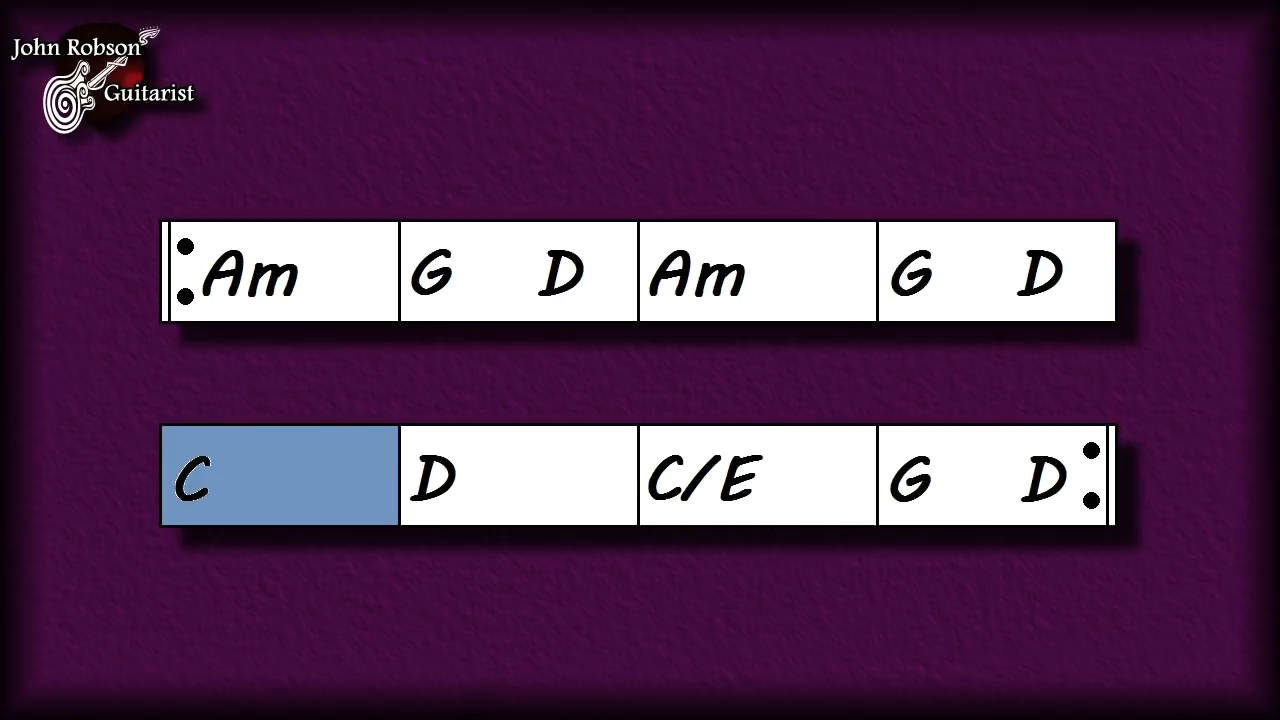 John Robson
Guitarist
Am G D Am G D
C D C/E G D